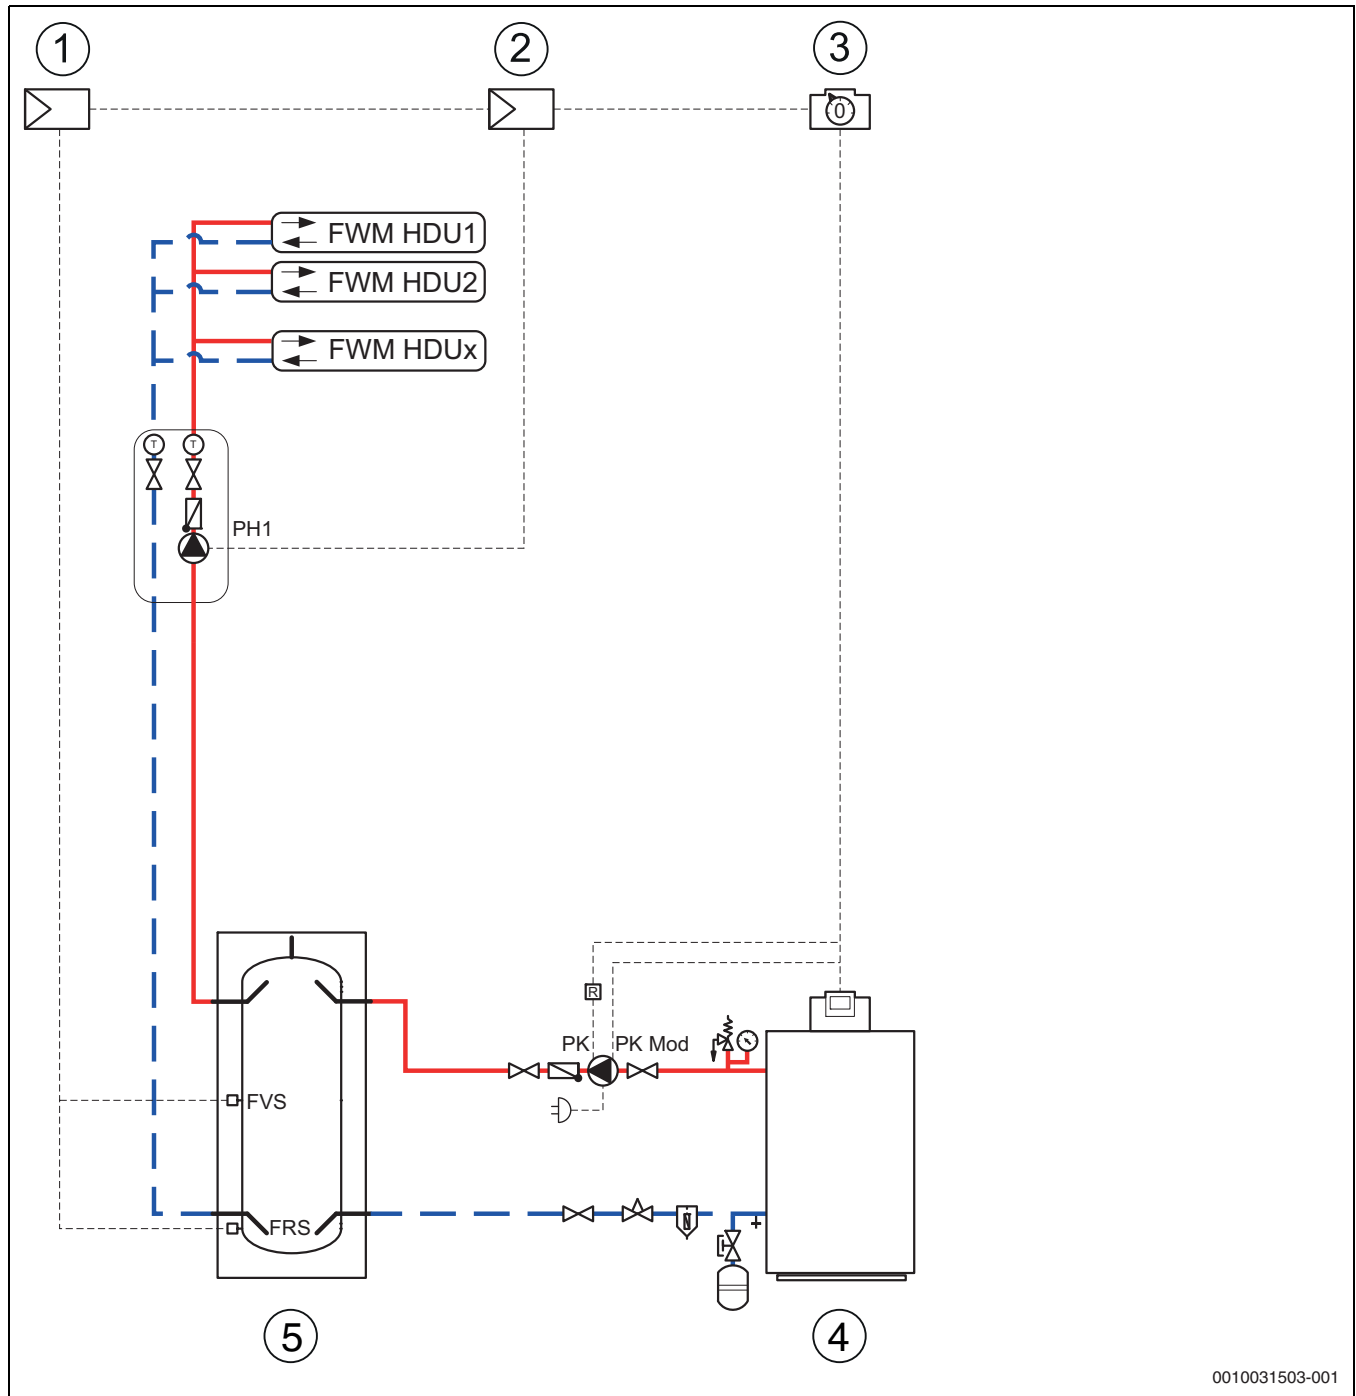 1 2 3
0
FWM HDU1
FWM HDU2
FWM HDUx
T T
PH1
R
PK PK Mod
FVS
FRS
5 4
0010031503-001